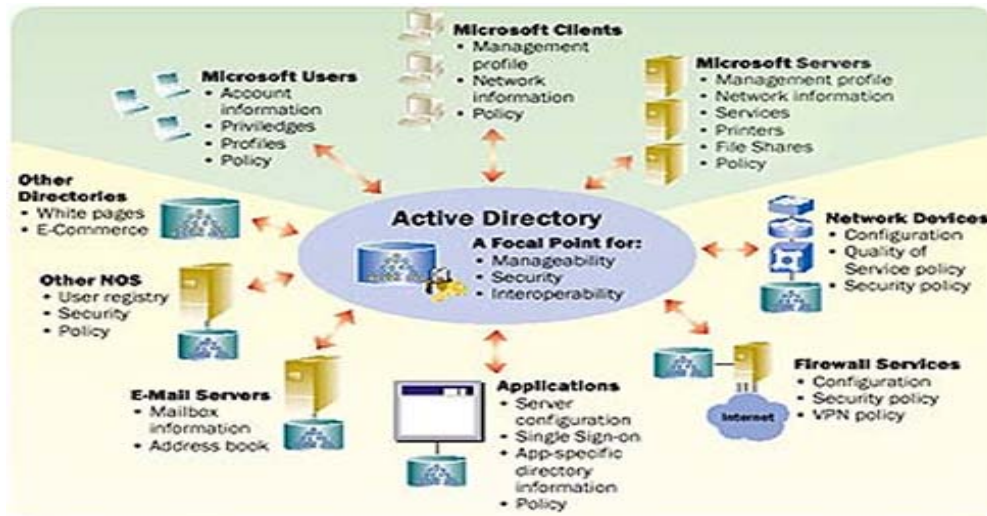 Microsoft Clients
• Management
profile
• Network
information
• Policy
Microsoft Users
• Account
information
• Priviledges
• Profiles
• Policy
Microsoft Servers
• Management profile
• Network information
• Services
• Printers
• File Shares
• Policy
Other
Directories
• White pages
• E-Commerce
Active Directory
A Focal Point for:
• Manageability
• Security
• Interoperability
Network Devices
• Configuration
• Quality of
Service policy
• Security policy
Other NOS
• User registry
• Security
• Policy
E-Mail Servers
• Mailbox
information
• Address book
Applications
• Server
configuration
• Single Sign-on
• App-specific
directory
information
• Policy
Firewall Services
• Configuration
• Security policy
• VPN policy
Internet